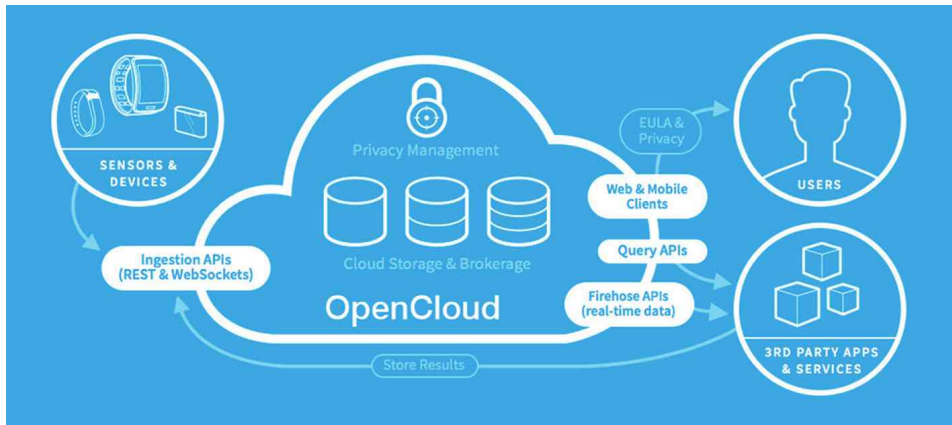 SENSORS &
DEVICES
Ingestion APIs
(REST & WebSockets)
Privacy Management
Cloud Storage & Brokerage
OpenCloud
EULA &
Privacy
Web & Mobile
Clients
Query APIs
Firehose APIs
(real-time data)
USERS
3RD PARTY APPS
& SERVICES
Store Results